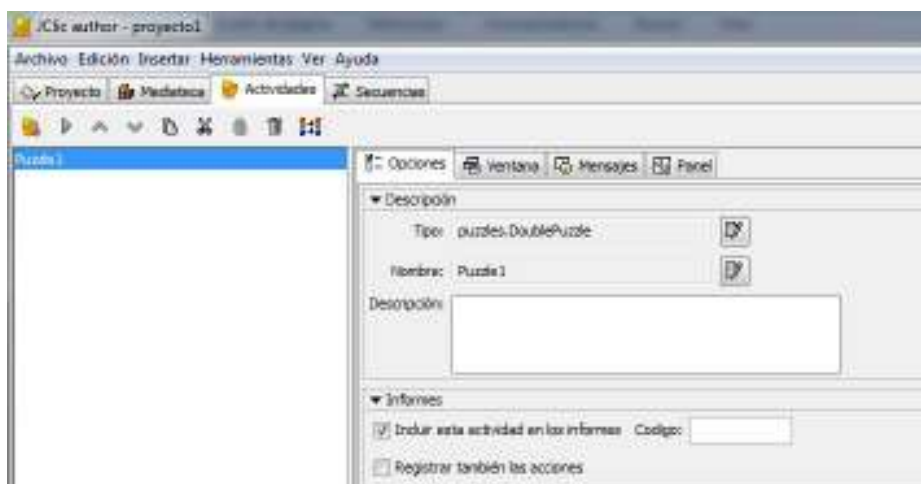 JClic author - proyecto1
Archivo Edición Insertar Herramientas Ver Ayuda
Proyecto Mediateca Actividades Secuencias
Puzzle1
Opciones Ventana Mensajes Panel
Descripción
Tipo: puzzles.DoublePuzzle
Nombre: Puzzle1
Descripción:
Informes
Incluir esta actividad en los informes Codigo:
Registrar también las acciones